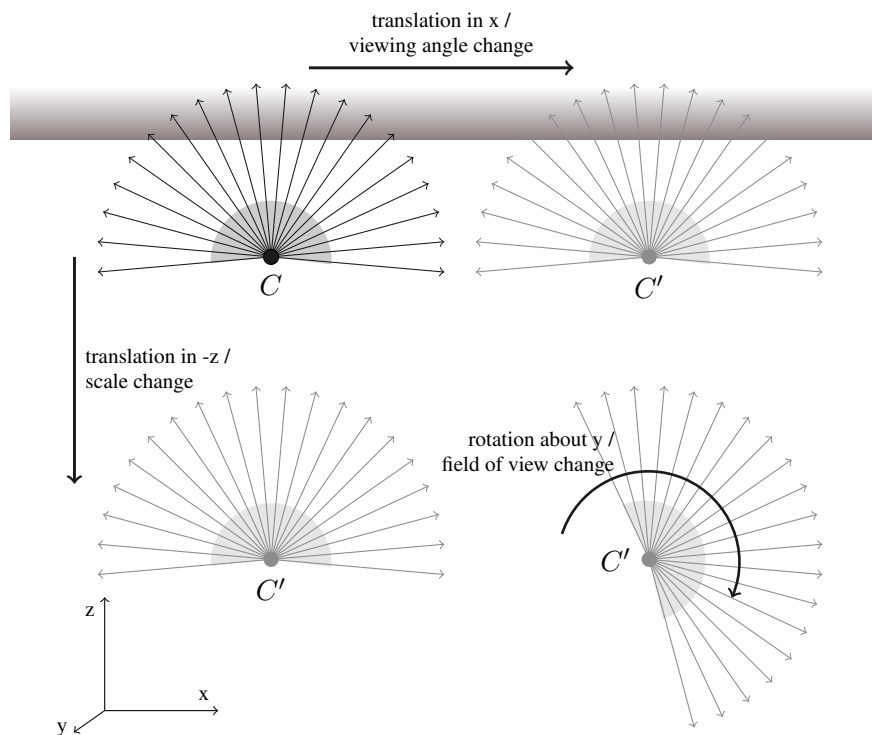 translation in x /
viewing angle change
C
C′
translation in -z /
scale change
rotation about y /
field of view change
C′
C′
z
x
y